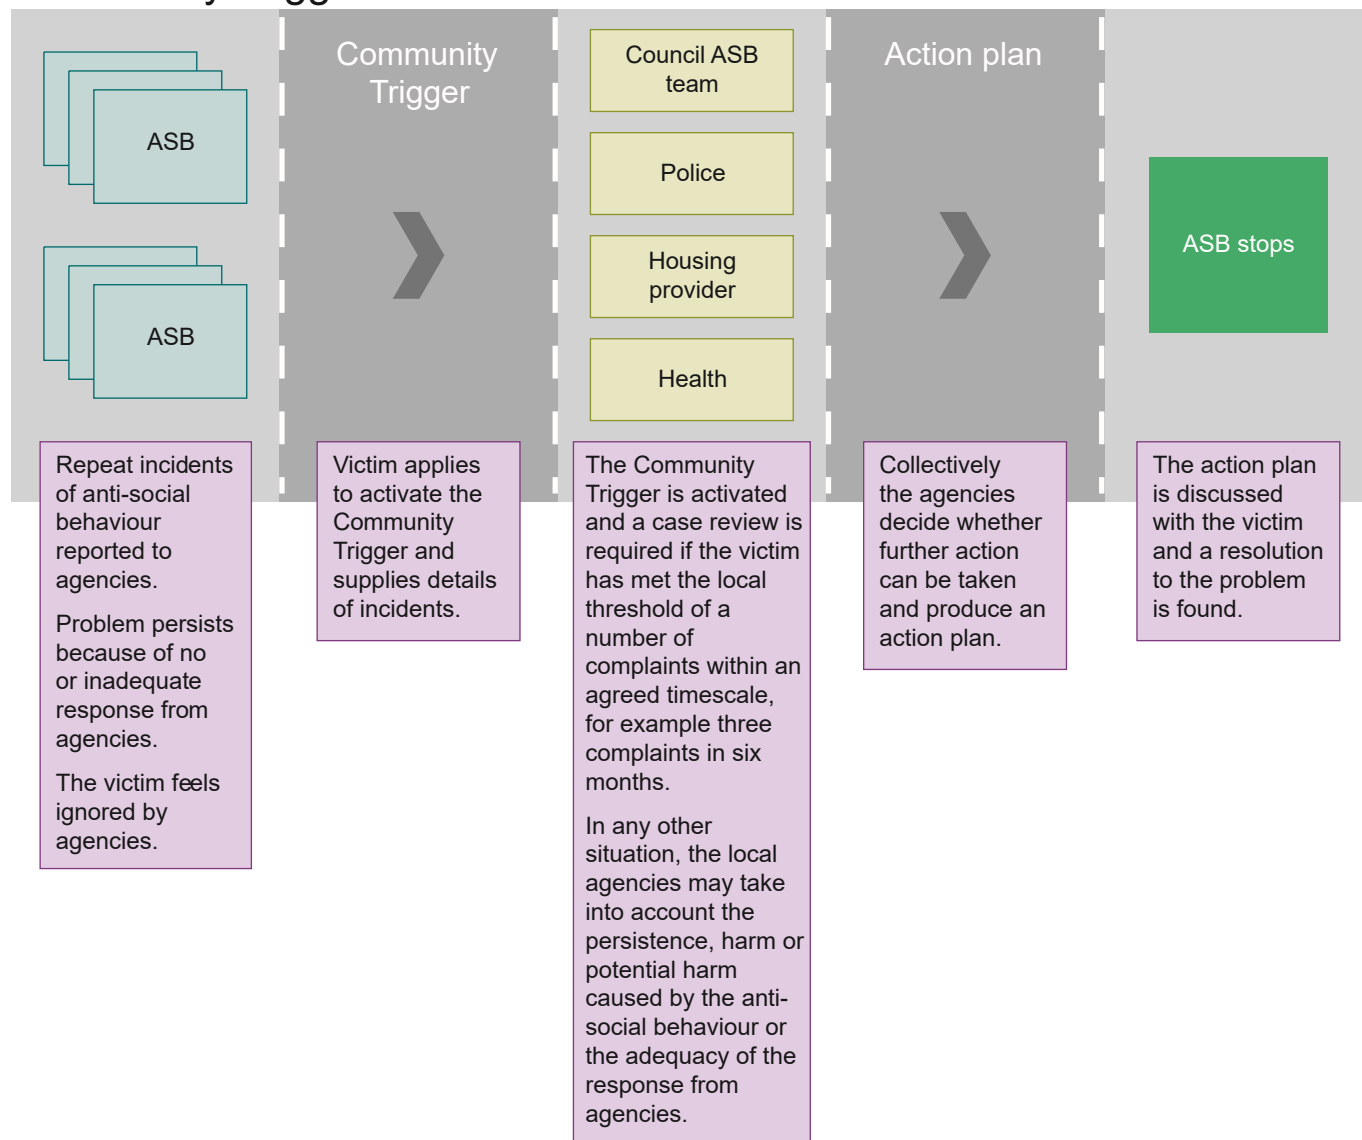 ASB
ASB
Community
Trigger
Council ASB
team
Police
Housing
provider
Health
Action plan
ASB stops
Repeat incidents
of anti-social
behaviour
reported to
agencies.
Problem persists
because of no
or inadequate
response from
agencies.
The victim feels
ignored by
agencies.
Victim applies
to activate the
Community
Trigger and
supplies details
of incidents.
The Community
Trigger is activated
and a case review is
required if the victim
has met the local
threshold of a
number of
complaints within an
agreed timescale,
for example three
complaints in six
months.
In any other
situation, the local
agencies may take
into account the
persistence, harm or
potential harm
caused by the anti-
social behaviour or
the adequacy of the
response from
agencies.
Collectively
the agencies
decide whether
further action
can be taken
and produce an
action plan.
The action plan
is discussed
with the victim
and a resolution
to the problem
is found.